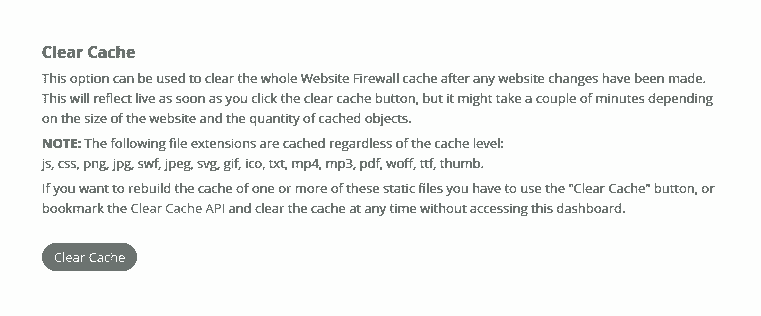 Clear Cache
This option can be used to clear the whole Website Firewall cache after any website changes have been made.
This will reflect live as soon as you click the clear cache button, but it might take a couple of minutes depending
on the size of the website and the quantity of cached objects.
NOTE: The following file extensions are cached regardless of the cache level:
js, css, png, jpg, swf, jpeg, svg, gif, ico, txt, mp4, mp3, pdf, woff, ttf, thumb.
If you want to rebuild the cache of one or more of these static files you have to use the "Clear Cache" button, or
bookmark the Clear Cache API and clear the cache at any time without accessing this dashboard.
Clear Cache